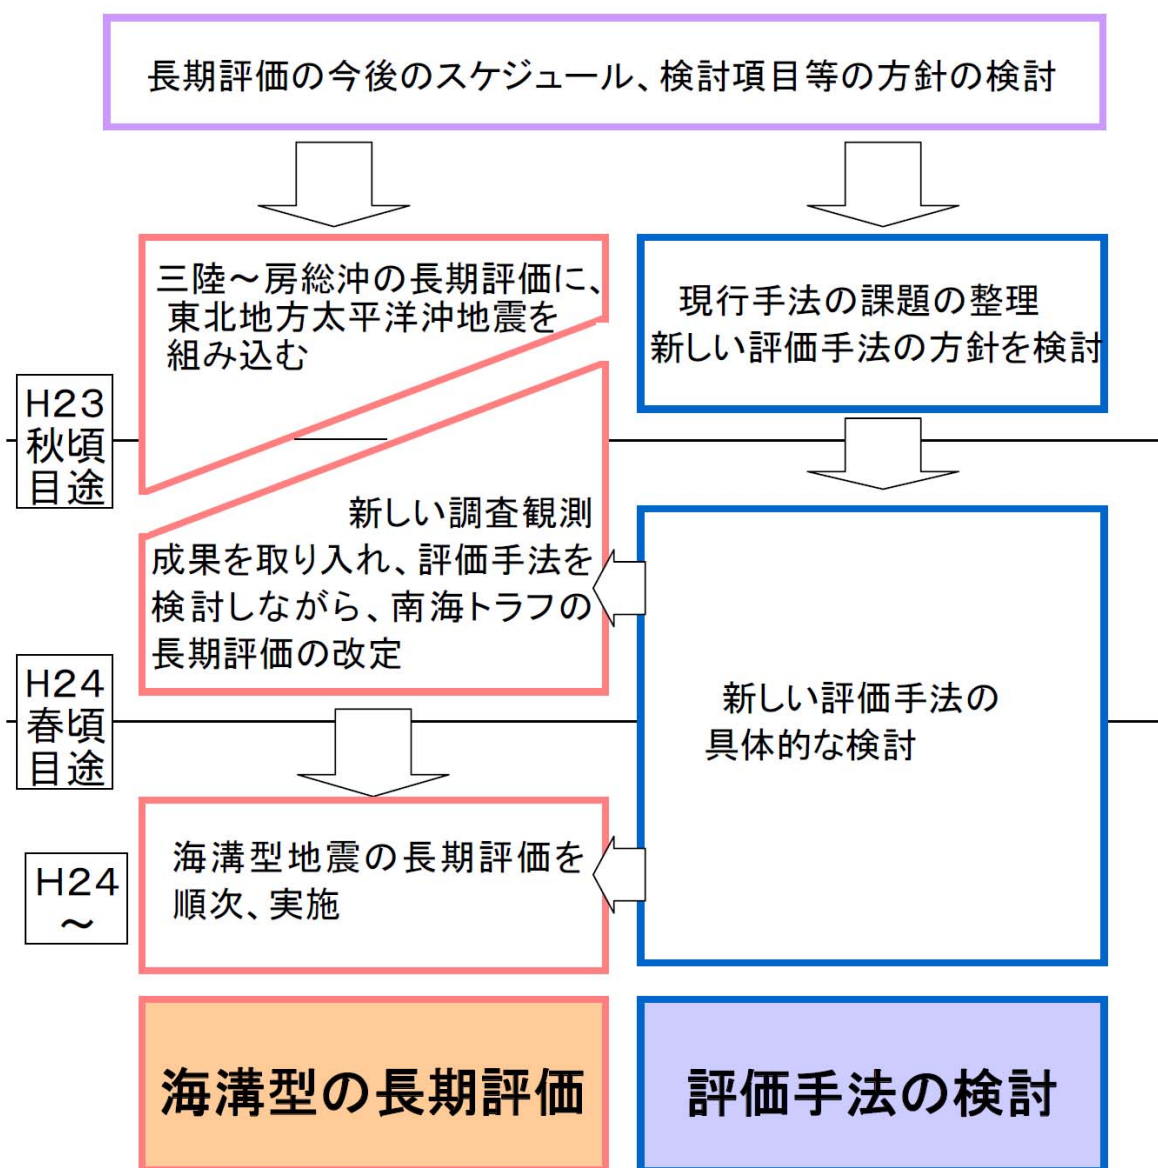 長期評価の今後のスケジュール、検討項目等の方針の検討
三陸～房総沖の長期評価に、
東北地方太平洋沖地震を
組み込む
現行手法の課題の整理
新しい評価手法の方針を検討
H23
秋頃
目途
新しい調査観測
成果を取り入れ、評価手法を
検討しながら、南海トラフの
長期評価の改定
H24
春頃
目途
新しい評価手法の
具体的な検討
H24
～
海溝型地震の長期評価を
順次、実施
海溝型の長期評価
評価手法の検討